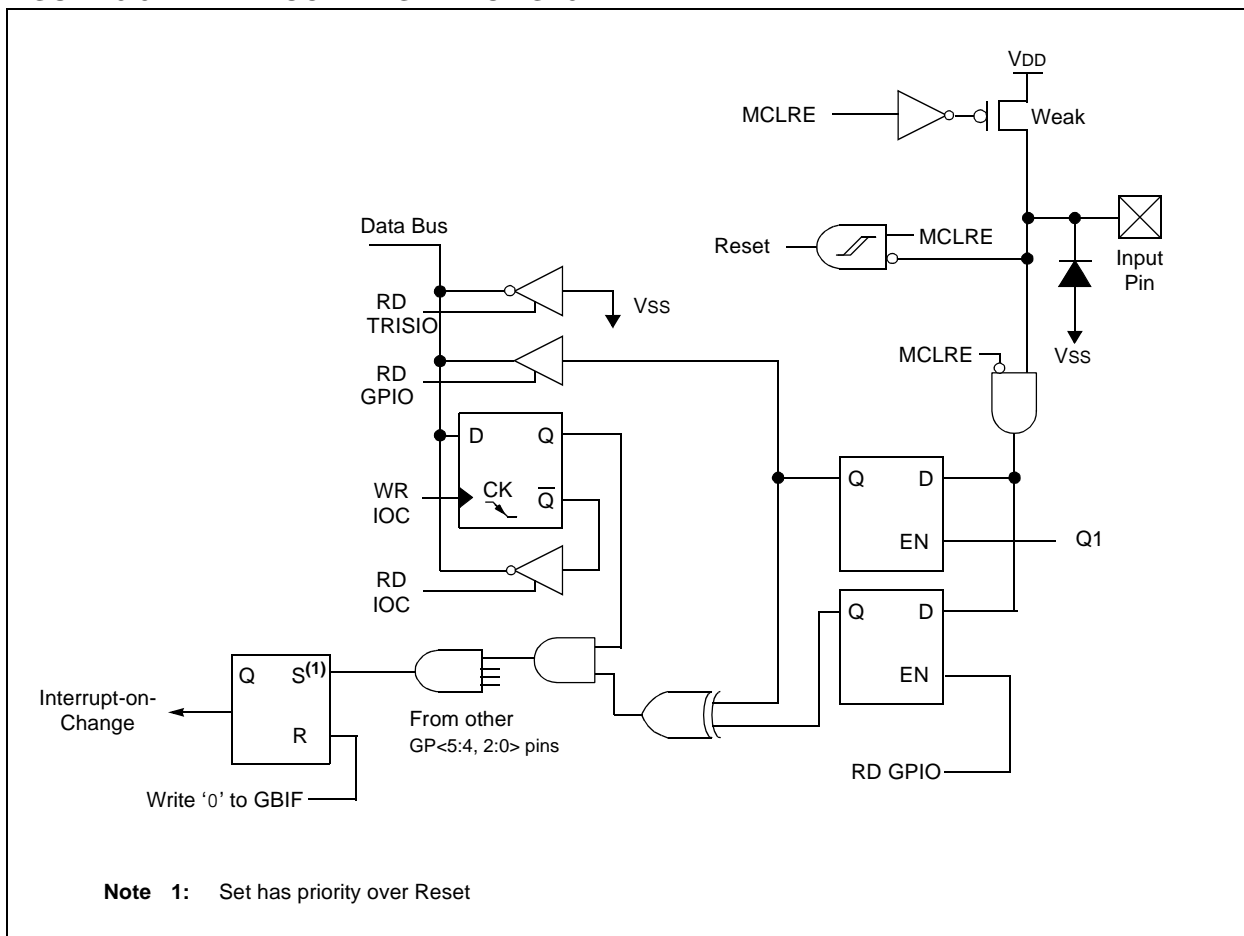 VDD
MCLRE
Weak
Data Bus
Reset
MCLRE
Input
Pin
RD
TRISIO
VSS
VSS
RD
GPIO
MCLRE
D
Q
Q
D
WR
IOC
CK
Q
EN
Q1
RD
IOC
Q
D
Q
S(1)
EN
Interrupt-on-
Change
From other
GP<5:4, 2:0> pins
R
RD GPIO
Write ‘0’ to GBIF
Note 1: Set has priority over Reset